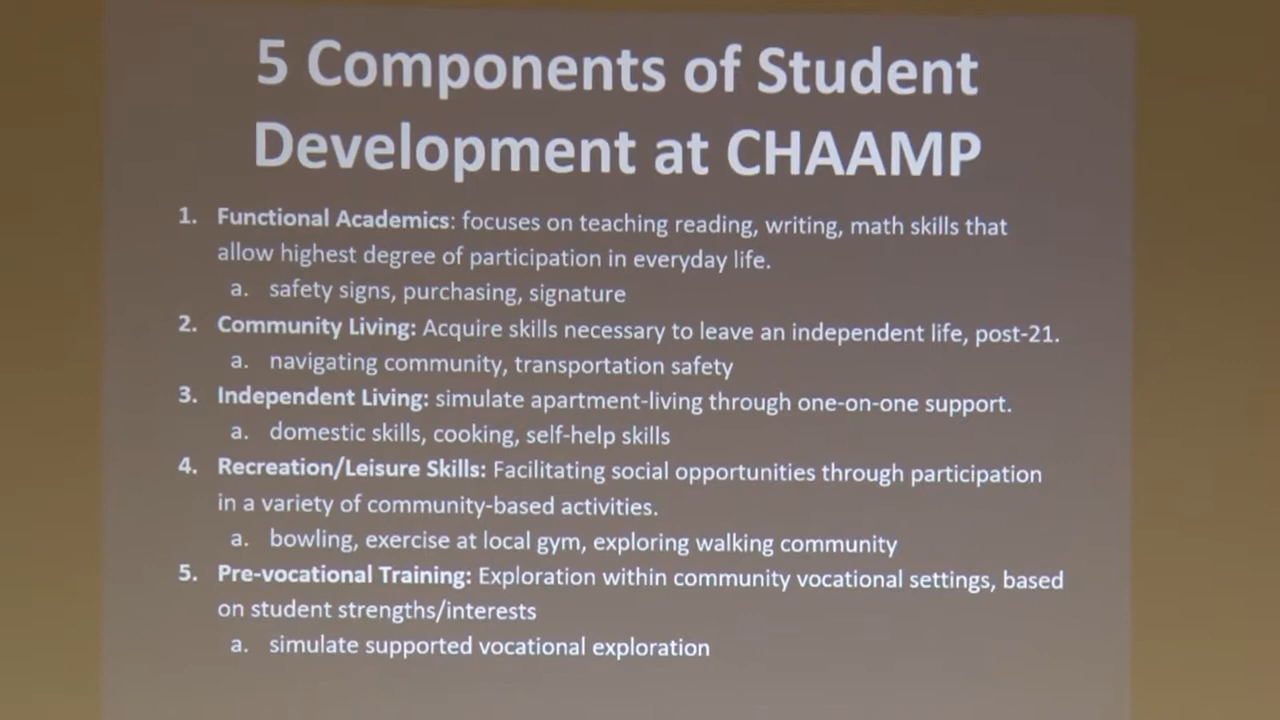 5 Components of Student
Development at CHAAMP
1. Functional Academics: focuses on teaching reading, writing, math skills that
allow highest degree of participation in everyday life.
a. safety signs, purchasing, signature
2. Community Living: Acquire skills necessary to leave an independent life, post-21.
a. navigating community, transportation safety
3. Independent Living: simulate apartment-living through one-on-one support.
a. domestic skills, cooking, self-help skills
4. Recreation/Leisure Skills: Facilitating social opportunities through participation
in a variety of community-based activities.
a. bowling, exercise at local gym, exploring walking community
5. Pre-vocational Training: Exploration within community vocational settings, based
on student strengths/interests
a. simulate supported vocational exploration